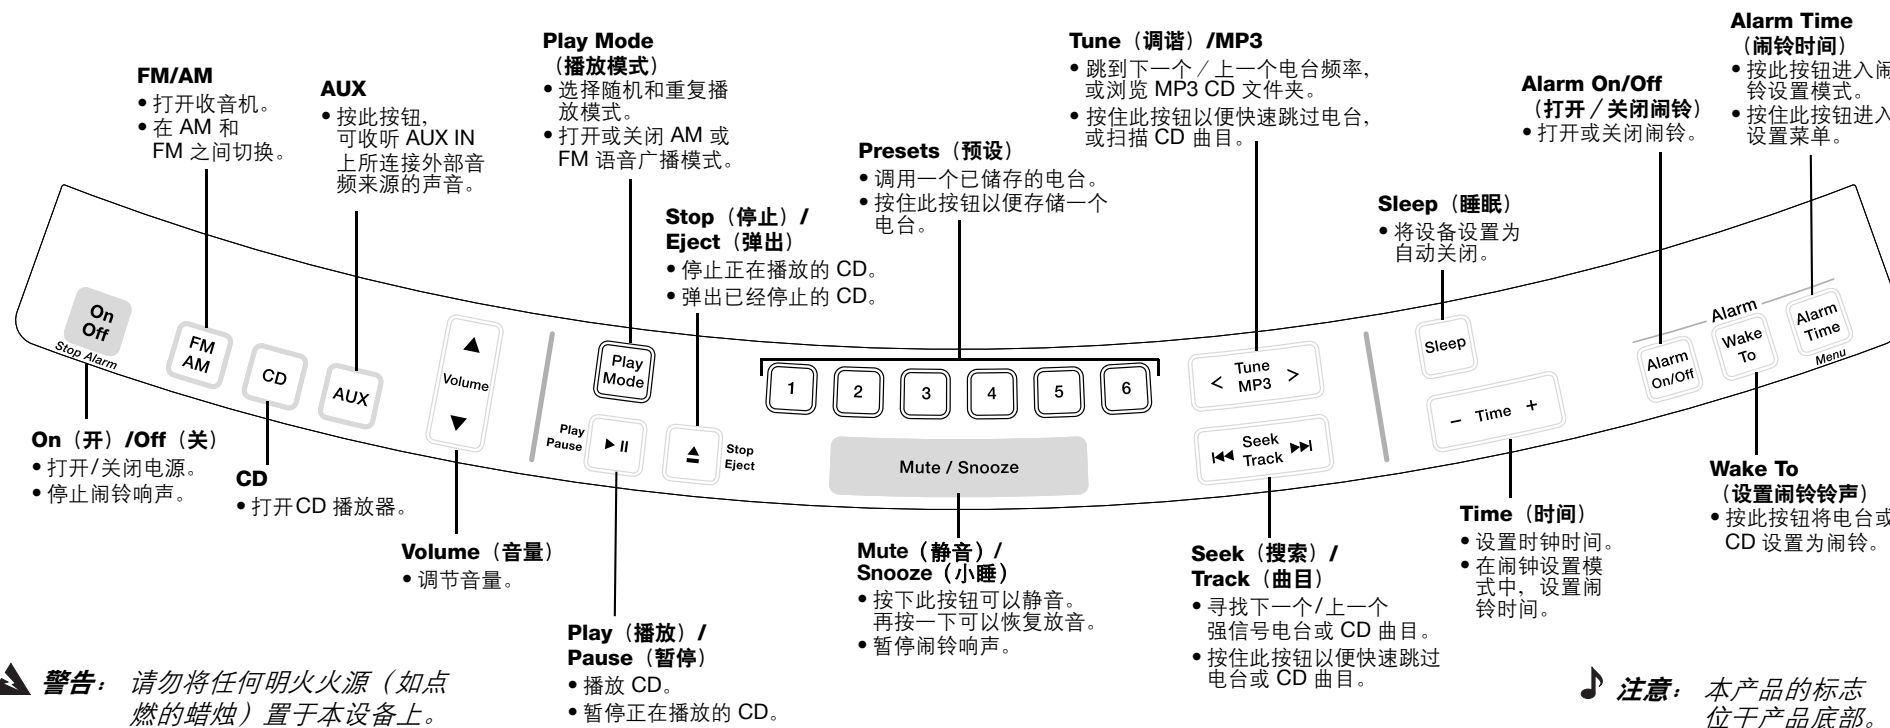 FM/AM
• 打开收音机。
• 在 AM 和
FM 之间切换。
AUX
• 按此按钮,
可收听 AUX IN
上所连接外部音
频来源的声音。
Play Mode
（播放模式）
• 选择随机和重复播
放模式。
• 打开或关闭 AM 或
FM 语音广播模式。
Stop（停止）/
Eject（弹出）
• 停止正在播放的 CD。
• 弹出已经停止的 CD。
Presets（预设）
• 调用一个已储存的电台。
• 按住此按钮以便存储一个
电台。
Tune（调谐）/MP3
• 跳到下一个／上一个电台频率,
或浏览 MP3 CD 文件夹。
• 按住此按钮以便快速跳过电台,
或扫描 CD 曲目。
Sleep（睡眠）
• 将设备设置为
自动关闭。
Alarm On/Off
（打开／关闭闹铃）
• 打开或关闭闹铃。
Alarm Time
（闹铃时间）
• 按此按钮进入闹
铃设置模式。
• 按住此按钮进入
设置菜单。
On
Off
Stop Alarm
FM
AM
CD
AUX
Volume
Play
Mode
Play
Pause
Stop
Eject
1
2
3
4
5
6
Mute / Snooze
< Tune >
MP3
Seek
Track
Sleep
– Time +
Alarm
Alarm
On/Off
Wake
To
Alarm
Time
Menu
On（开）/Off（关）
• 打开/关闭电源。
• 停止闹铃响声。
CD
• 打开CD 播放器。
Volume（音量）
• 调节音量。
Play（播放）/
Pause（暂停）
• 播放 CD。
• 暂停正在播放的 CD。
Mute（静音）/
Snooze（小睡）
• 按下此按钮可以静音。
再按一下可以恢复放音。
• 暂停闹铃响声。
Seek（搜索）/
Track（曲目）
• 寻找下一个/上一个
强信号电台或 CD 曲目。
• 按住此按钮以便快速跳过
电台或 CD 曲目。
Time（时间）
• 设置时钟时间。
• 在闹钟设置模
式中，设置闹
铃时间。
Wake To
（设置闹铃铃声）
• 按此按钮将电台或
CD 设置为闹铃。
警告： 请勿将任何明火火源（如点
燃的蜡烛）置于本设备上。
注意： 本产品的标志
位于产品底部。